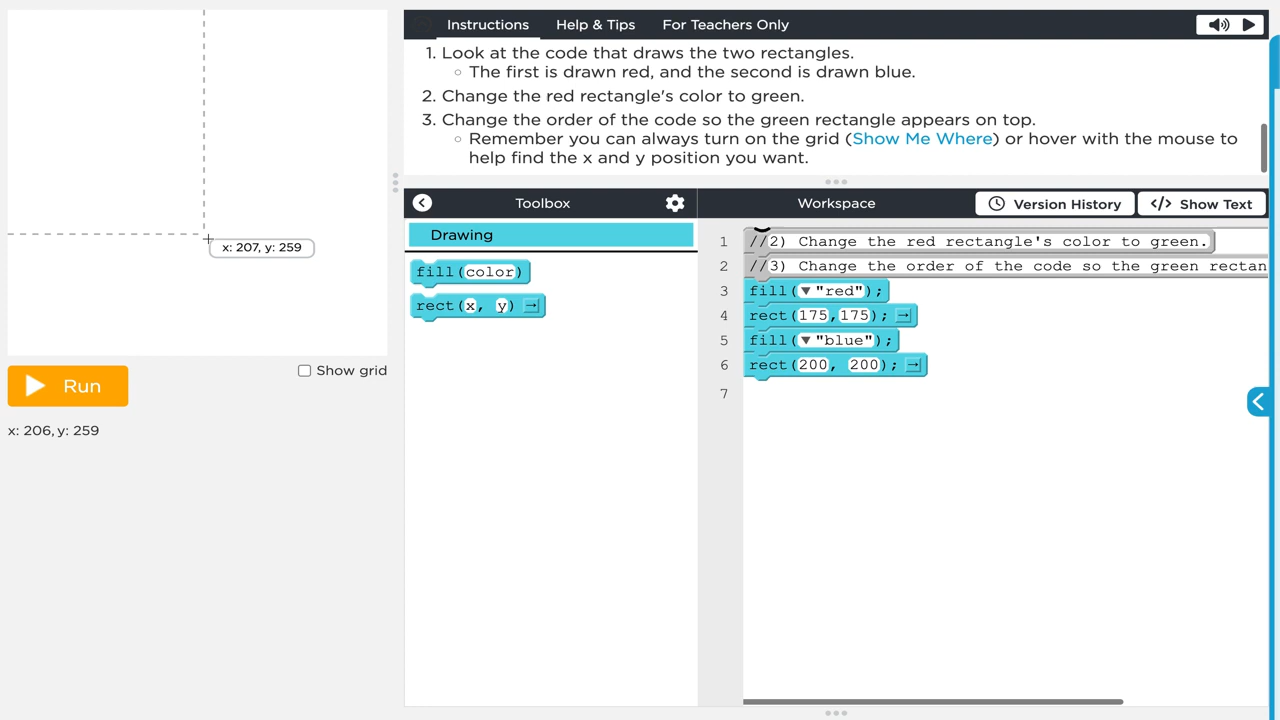 Instructions Help & Tips For Teachers Only
1. Look at the code that draws the two rectangles.
○ The first is drawn red, and the second is drawn blue.
2. Change the red rectangle's color to green.
3. Change the order of the code so the green rectangle appears on top.
○ Remember you can always turn on the grid (Show Me Where) or hover with the mouse to
help find the x and y position you want.
x: 207, y: 259
Run
Show grid
x: 206, y: 259
Toolbox
Drawing
fill(color)
rect(x, y)
Workspace
Version History
</> Show Text
1 //2) Change the red rectangle's color to green.
2 //3) Change the order of the code so the green rectan
3 fill("red");
4 rect(175,175);
5 fill("blue");
6 rect(200, 200);
7